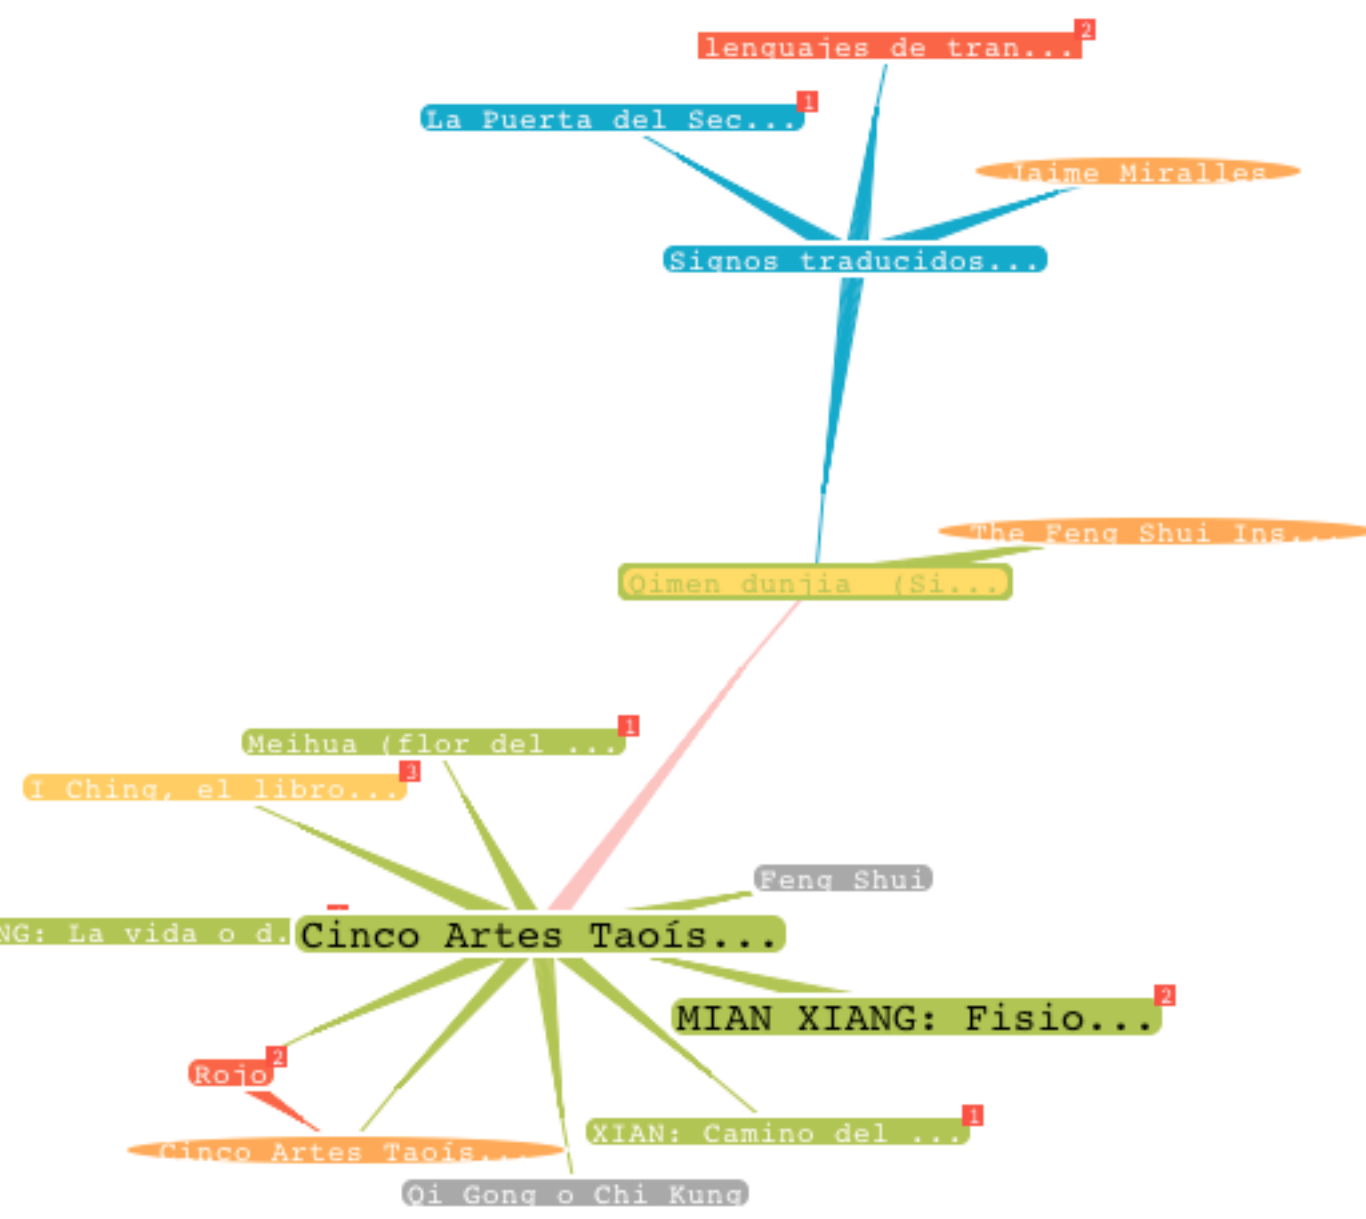 2
lenguajes de tran...
1
La Puerta del Sec...
Jaime Miralles
Signos traducidos...
The Feng Shui Ins...
Qimen dunjia (Si...
1
Meihua (flor del ...
3
I Ching, el libro...
Feng Shui
NG: La vida o d.
Cinco Artes Taoís...
2
MIAN XIANG: Fisio...
2
Rojo
1
XIAN: Camino del ...
Cinco Artes Taoís...
Qi Gong o Chi Kung